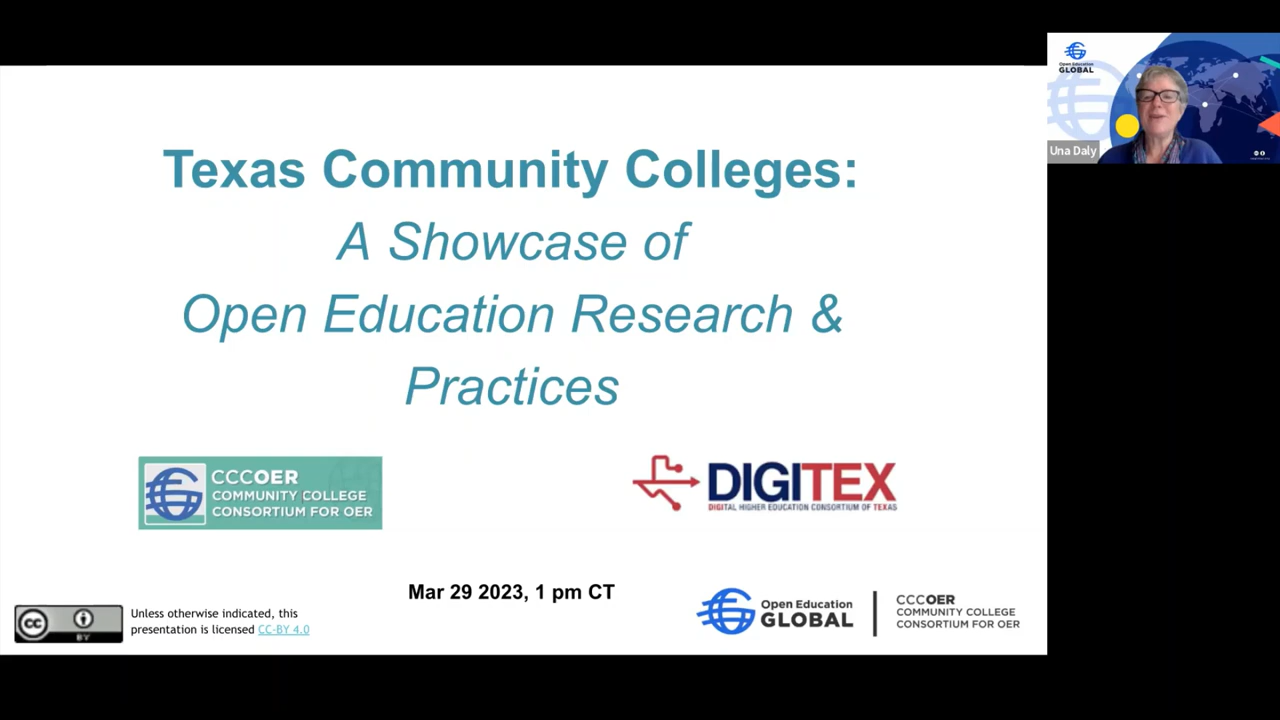 Texas Community Colleges:
A Showcase of
Open Education Research &
Practices
CCCOER
COMMUNITY COLLEGE
CONSORTIUM FOR OER
DIGITEX
DIGITAL HIGHER EDUCATION CONSORTIUM OF TEXAS
Mar 29 2023, 1 pm CT
cc
BY
Unless otherwise indicated, this
presentation is licensed CC-BY 4.0
Open Education
GLOBAL
CCCOER
COMMUNITY COLLEGE
CONSORTIUM FOR OER
Open Education
GLOBAL
Una Daly